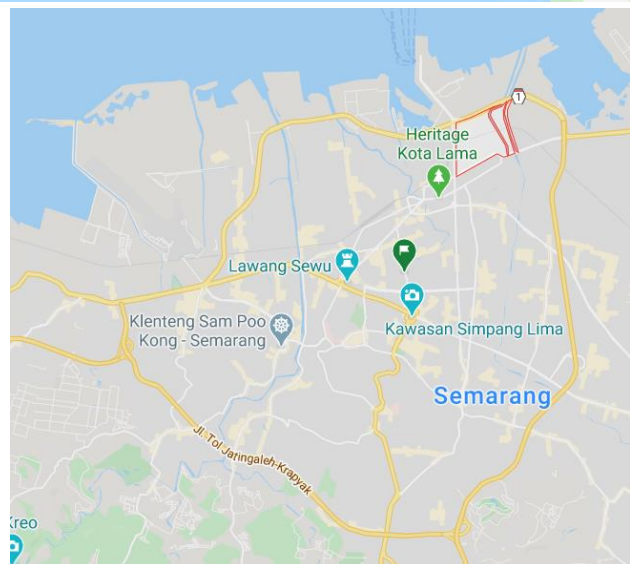 1
Heritage
Kota Lama
Lawang Sewu
Klenteng Sam Poo
Kong - Semarang
Kawasan Simpang Lima
Semarang
Jl. Tol Jatingaleh-Krapyak
Kreo